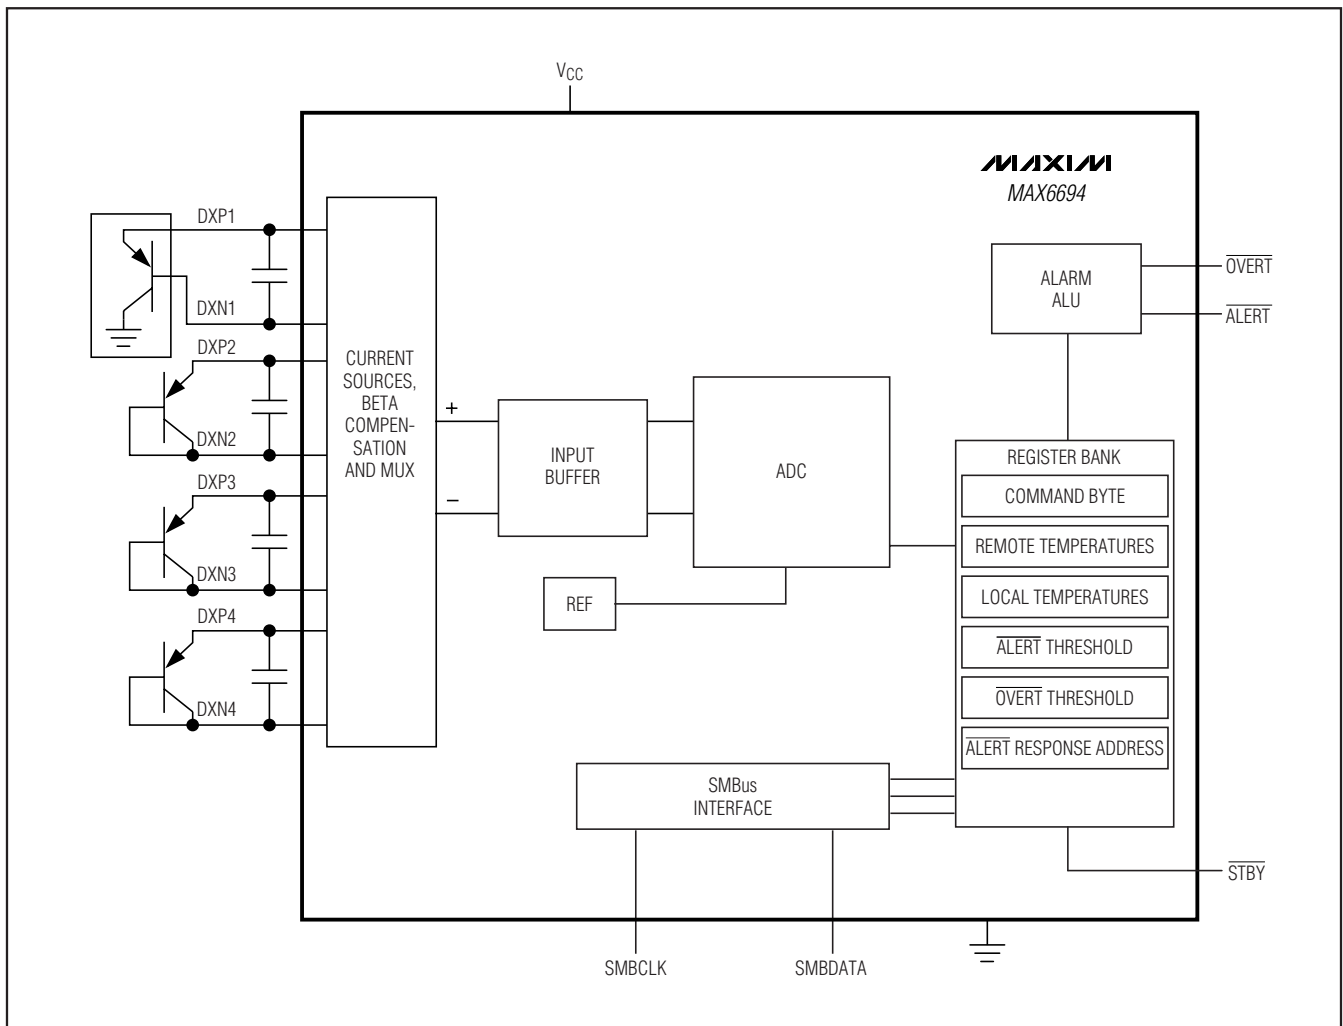 VCC
MAXIM
MAX6694
DXP1
DXN1
DXP2
DXN2
DXP3
DXN3
DXP4
DXN4
CURRENT
SOURCES,
BETA
COMPEN-
SATION
AND MUX
+
−
INPUT
BUFFER
ADC
REF
ALARM
ALU
OVERT
ALERT
REGISTER BANK
COMMAND BYTE
REMOTE TEMPERATURES
LOCAL TEMPERATURES
ALERT THRESHOLD
OVERT THRESHOLD
ALERT RESPONSE ADDRESS
SMBus
INTERFACE
STBY
SMBCLK
SMBDATA